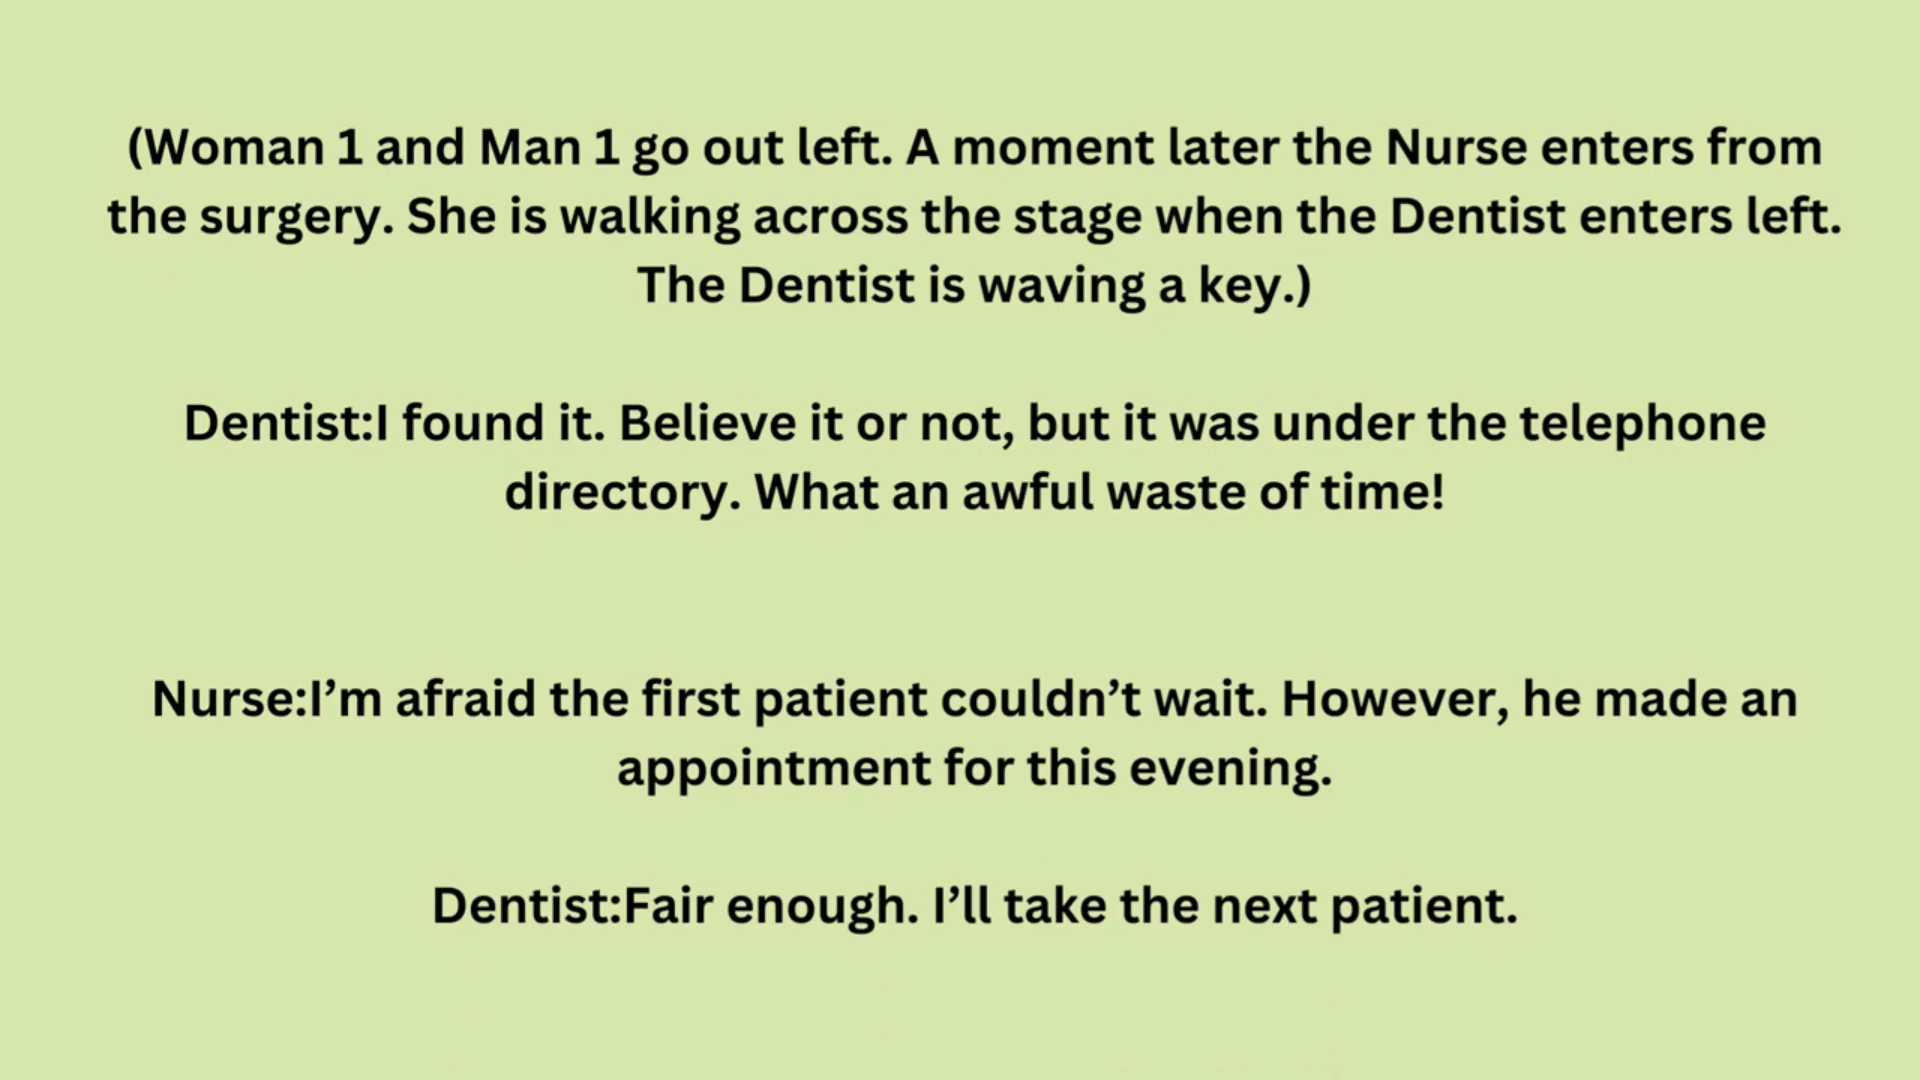 (Woman 1 and Man 1 go out left. A moment later the Nurse enters from
the surgery. She is walking across the stage when the Dentist enters left.
The Dentist is waving a key.)
Dentist:I found it. Believe it or not, but it was under the telephone
directory. What an awful waste of time!
Nurse:I’m afraid the first patient couldn’t wait. However, he made an
appointment for this evening.
Dentist:Fair enough. I’ll take the next patient.